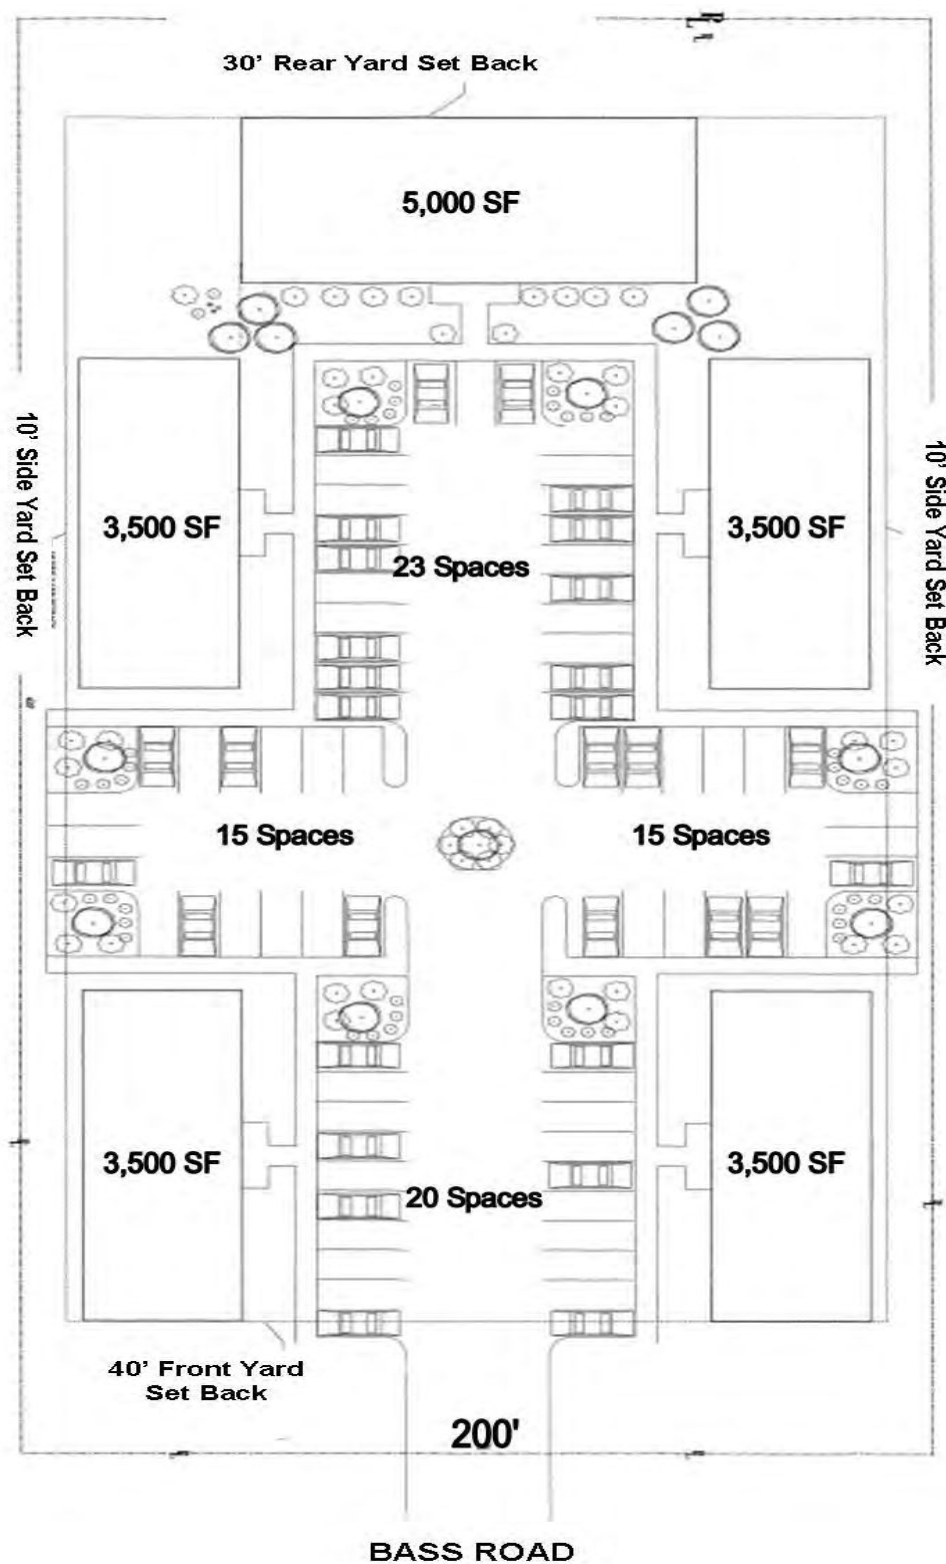 30' Rear Yard Set Back
5,000 SF
10' Side Yard Set Back
10' Side Yard Set Back
3,500 SF
3,500 SF
23 Spaces
15 Spaces
15 Spaces
3,500 SF
3,500 SF
20 Spaces
40' Front Yard
Set Back
200'
BASS ROAD